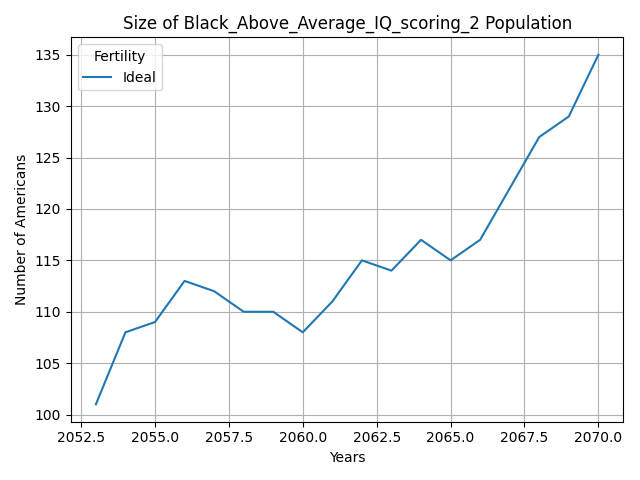 Size of Black_Above_Average_IQ_scoring_2 Population
Fertility
Ideal
Number of Americans
135
130
125
120
115
110
105
100
2052.5 2055.0 2057.5 2060.0 2062.5 2065.0 2067.5 2070.0
Years